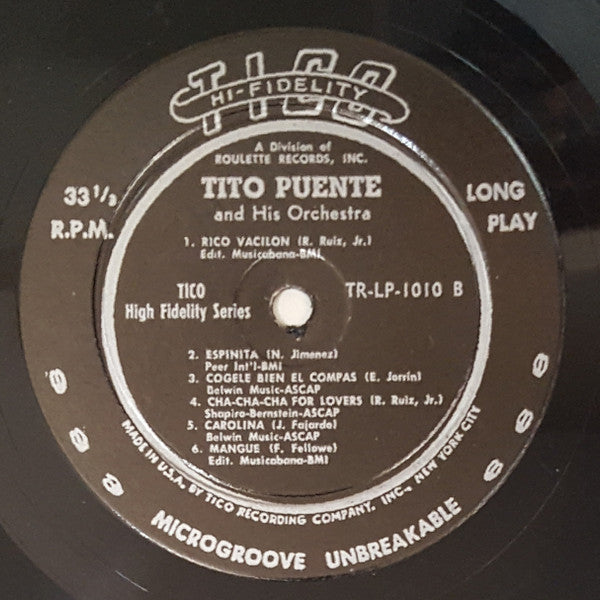 TICO
HI-FIDELITY
A Division of
ROULETTE RECORDS, INC.
TITO PUENTE
and His Orchestra
33 1/3
R.P.M.
LONG
PLAY
1. RICO VACILON (R. Ruiz, Jr.)
Edit. Musicabana-BMI
TICO
High Fidelity Series
TR-LP-1010 B
2. ESPINITA (N. Jimenez)
Peer Int'l-BMI
3. COGELE BIEN EL COMPAS (E. Jorrin)
Belwin Music-ASCAP
4. CHA-CHA-CHA FOR LOVERS (R. Ruiz, Jr.)
Shapiro-Bernstein-ASCAP
5. CAROLINA (J. Fajardo)
Belwin Music-ASCAP
6. MANGUE (F. Fellowe)
Edit. Musicabana-BMI
MADE IN U.S.A. BY TICO RECORDING COMPANY, INC., NEW YORK CITY
MICROGROOVE UNBREAKABLE